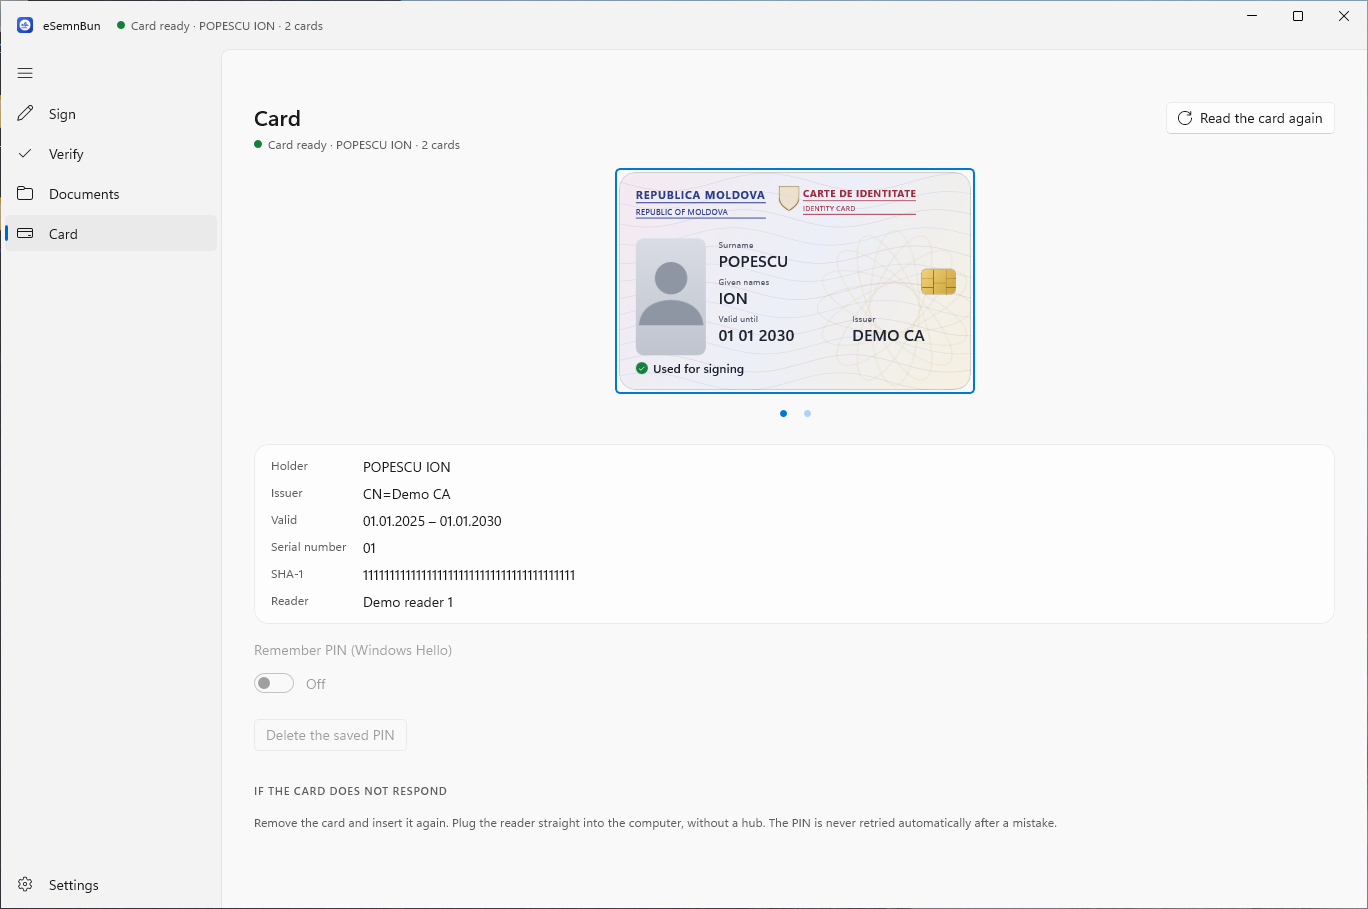 eSemnBun
Card ready · POPESCU ION · 2 cards
Sign
Verify
Documents
Card
Settings
Card
Card ready · POPESCU ION · 2 cards
Read the card again
REPUBLICA MOLDOVA
REPUBLIC OF MOLDOVA
CARTE DE IDENTITATE
IDENTITY CARD
Surname
POPESCU
Given names
ION
Valid until
01 01 2030
Issuer
DEMO CA
Used for signing
Holder POPESCU ION
Issuer CN=Demo CA
Valid 01.01.2025 – 01.01.2030
Serial number 01
SHA-1 1111111111111111111111111111111111111111
Reader Demo reader 1
Remember PIN (Windows Hello)
Off
Delete the saved PIN
IF THE CARD DOES NOT RESPOND
Remove the card and insert it again. Plug the reader straight into the computer, without a hub. The PIN is never retried automatically after a mistake.